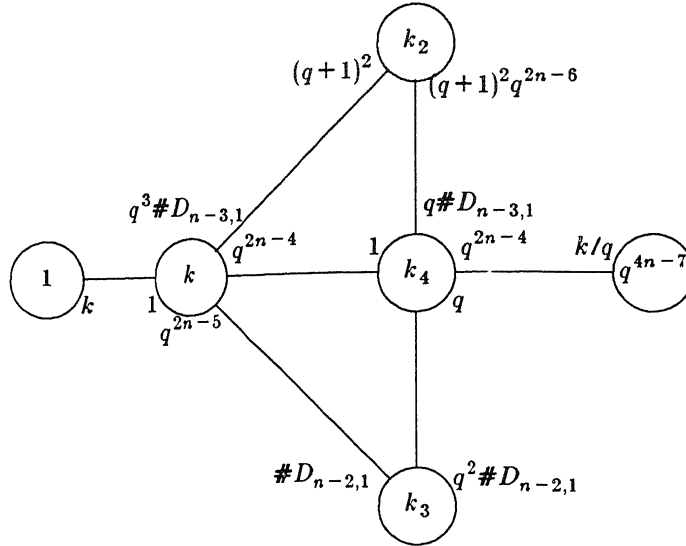 k_2
(q+1)^2
(q+1)^2 q^{2n-6}
q^3 #D_{n-3,1}
q #D_{n-3,1}
q^{2n-4}
1
q^{2n-4}
k/q
1
k
k_4
q^{4n-7}
k
1
q
q^{2n-5}
#D_{n-2,1}
q^2 #D_{n-2,1}
k_3